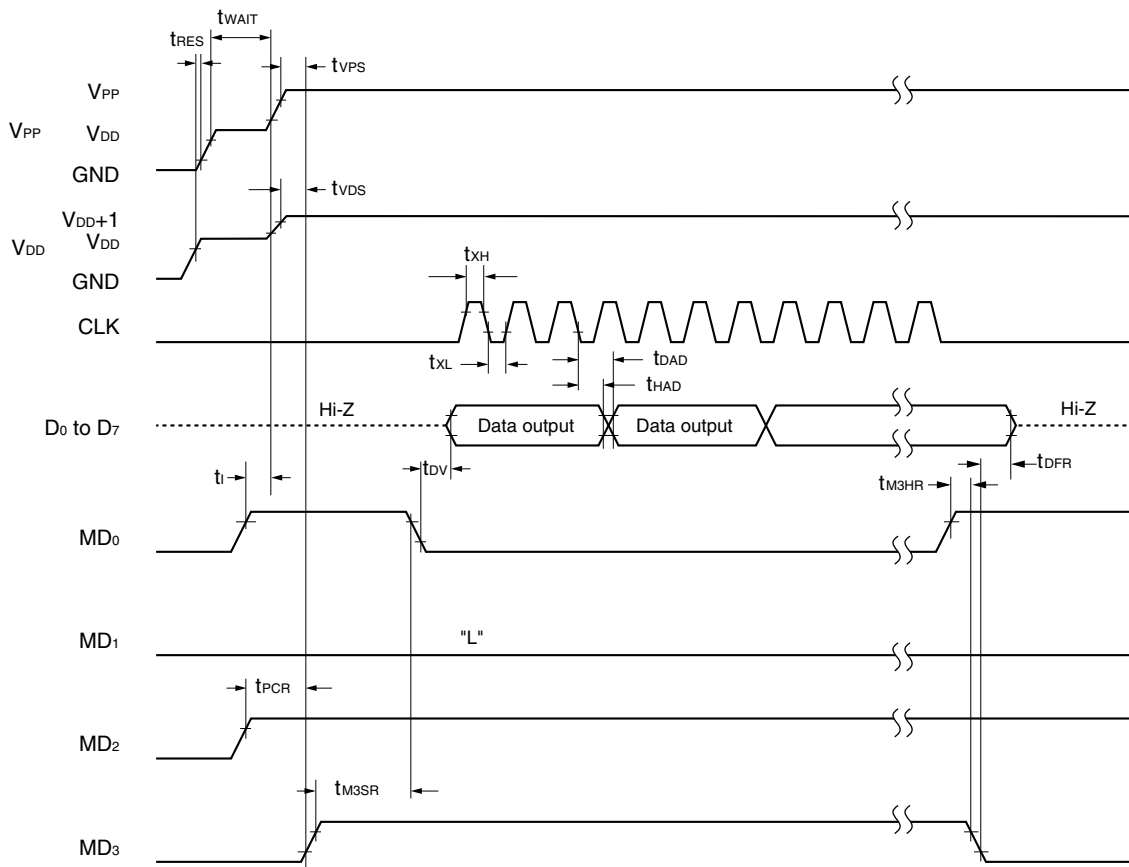 tWAIT
tRES
tVPS
VPP
VPP VDD
GND
tVDS
VDD+1
VDD VDD
GND
tXH
CLK
tXL
tDAD
tHAD
Hi-Z
Data output
Data output
Hi-Z
D0 to D7
tI
tDV
tDFR
tM3HR
MD0
"L"
MD1
tPCR
MD2
tM3SR
MD3